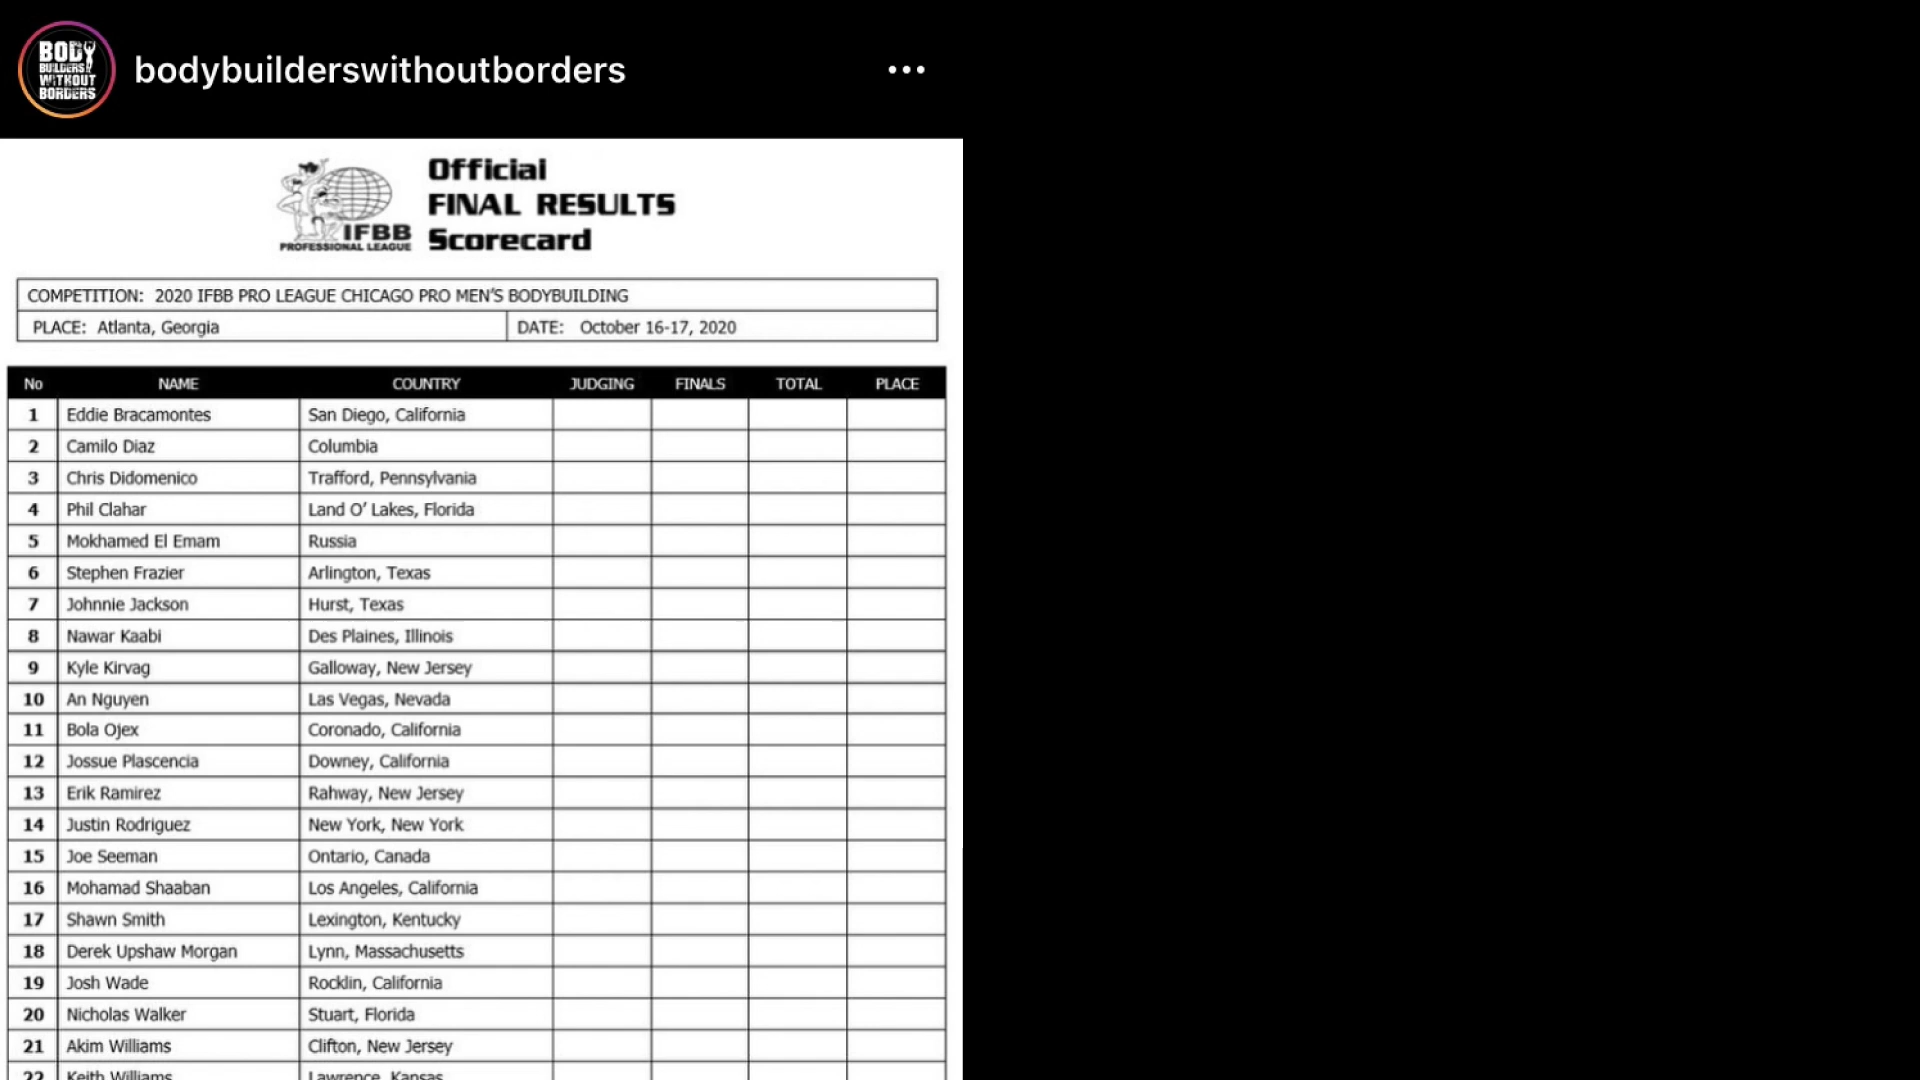 BODY
BUILDERS
WITHOUT
BORDERS
bodybuilderswithoutborders
IFBB
PROFESSIONAL LEAGUE
Official
FINAL RESULTS
Scorecard
COMPETITION: 2020 IFBB PRO LEAGUE CHICAGO PRO MEN'S BODYBUILDING
PLACE: Atlanta, Georgia DATE: October 16-17, 2020
No NAME COUNTRY JUDGING FINALS TOTAL PLACE
1 Eddie Bracamontes San Diego, California
2 Camilo Diaz Columbia
3 Chris Didomenico Trafford, Pennsylvania
4 Phil Clahar Land O' Lakes, Florida
5 Mokhamed El Emam Russia
6 Stephen Frazier Arlington, Texas
7 Johnnie Jackson Hurst, Texas
8 Nawar Kaabi Des Plaines, Illinois
9 Kyle Kirvag Galloway, New Jersey
10 An Nguyen Las Vegas, Nevada
11 Bola Ojex Coronado, California
12 Jossue Plascencia Downey, California
13 Erik Ramirez Rahway, New Jersey
14 Justin Rodriguez New York, New York
15 Joe Seeman Ontario, Canada
16 Mohamad Shaaban Los Angeles, California
17 Shawn Smith Lexington, Kentucky
18 Derek Upshaw Morgan Lynn, Massachusetts
19 Josh Wade Rocklin, California
20 Nicholas Walker Stuart, Florida
21 Akim Williams Clifton, New Jersey
22 Keith Williams Lawrence, Kansas